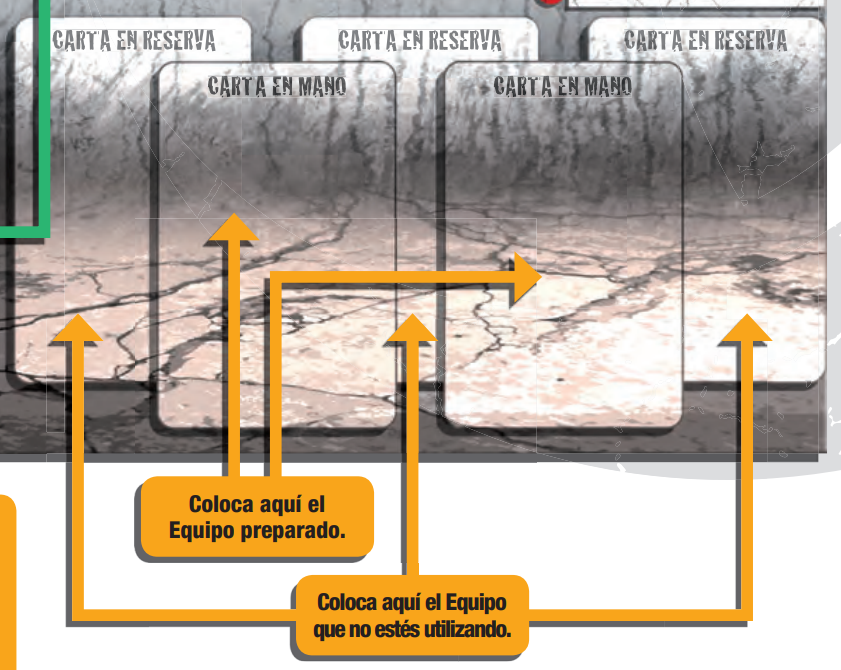 CARTA EN RESERVA
CARTA EN RESERVA
CARTA EN RESERVA
CARTA EN MANO
CARTA EN MANO
Coloca aquí el
Equipo preparado.
Coloca aquí el Equipo
que no estés utilizando.